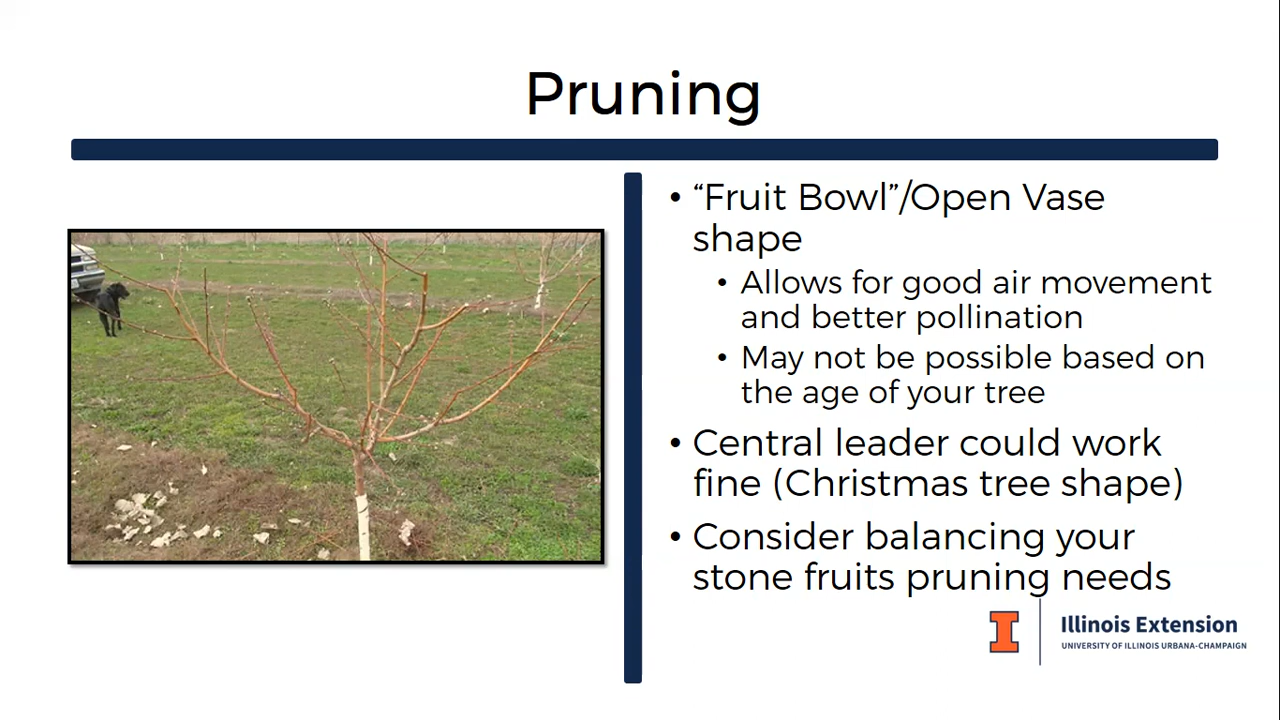 Pruning
• “Fruit Bowl”/Open Vase
shape
• Allows for good air movement
and better pollination
• May not be possible based on
the age of your tree
• Central leader could work
fine (Christmas tree shape)
• Consider balancing your
stone fruits pruning needs
I
Illinois Extension
UNIVERSITY OF ILLINOIS URBANA-CHAMPAIGN